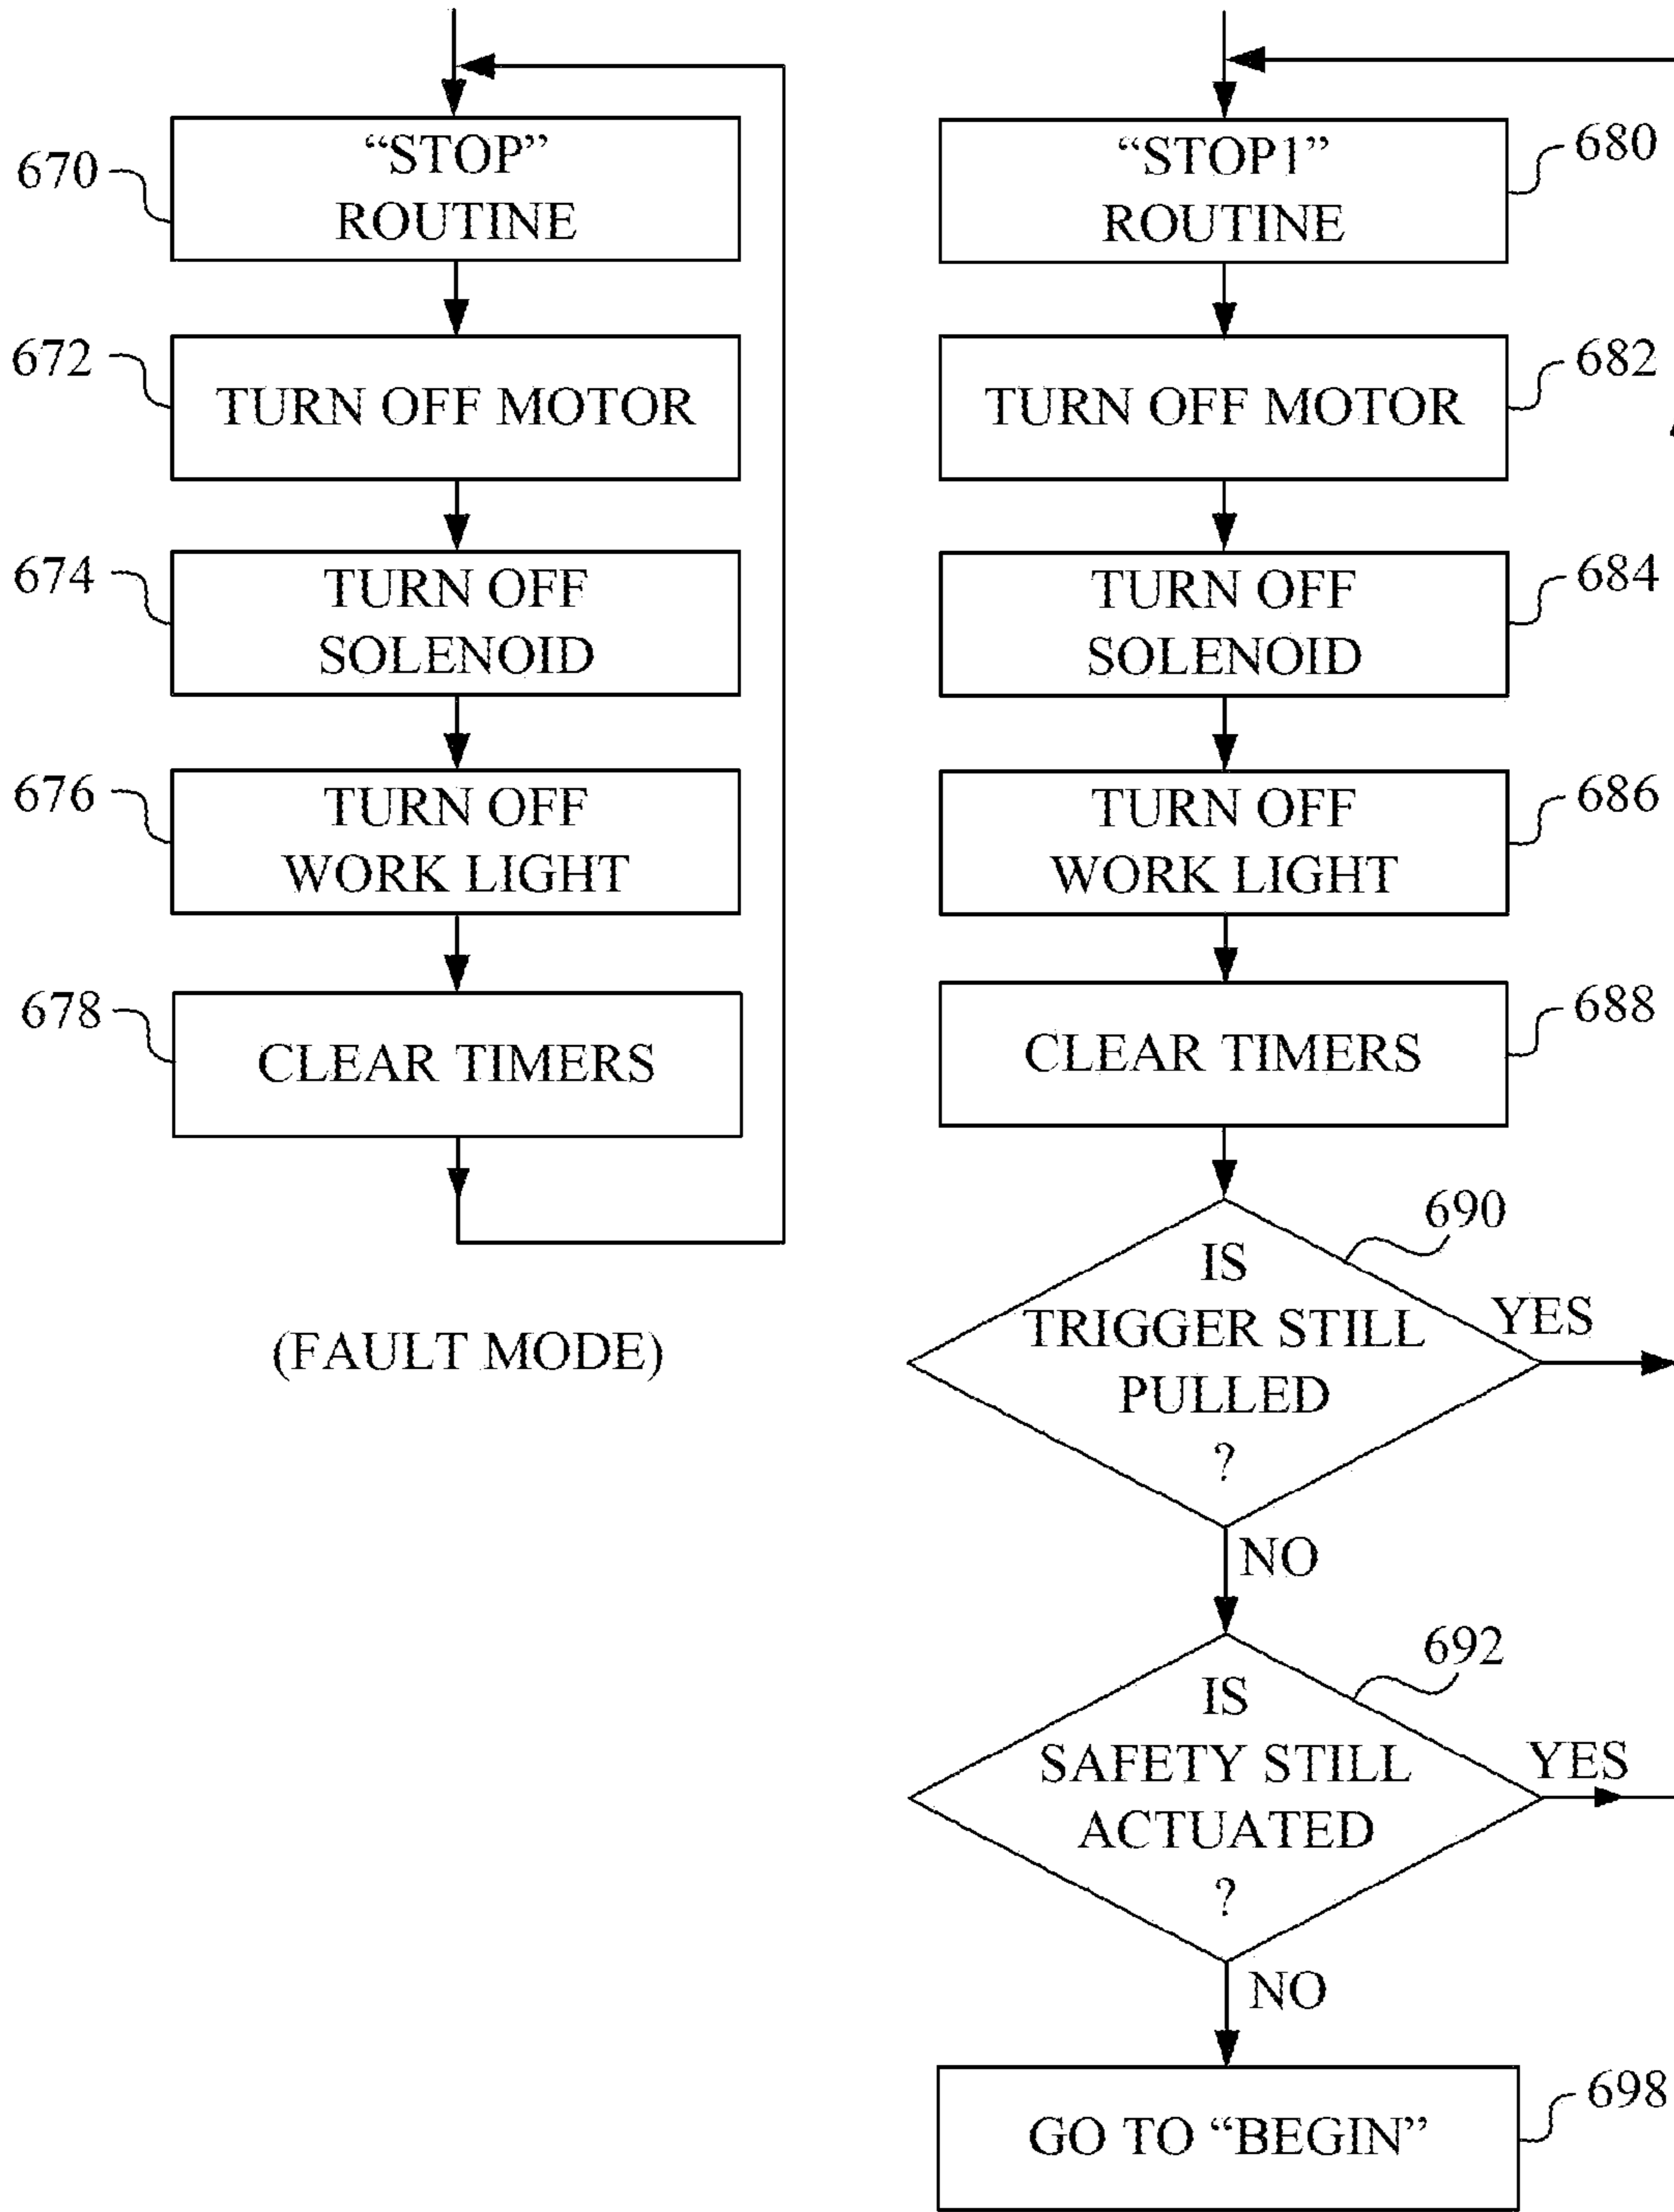 670
“STOP”
ROUTINE
672
TURN OFF MOTOR
674
TURN OFF
SOLENOID
676
TURN OFF
WORK LIGHT
678
CLEAR TIMERS
(FAULT MODE)
“STOP1”
ROUTINE
680
TURN OFF MOTOR
682
TURN OFF
SOLENOID
684
TURN OFF
WORK LIGHT
686
CLEAR TIMERS
688
690
IS
TRIGGER STILL
PULLED
?
YES
NO
692
IS
SAFETY STILL
ACTUATED
?
YES
NO
GO TO “BEGIN”
698